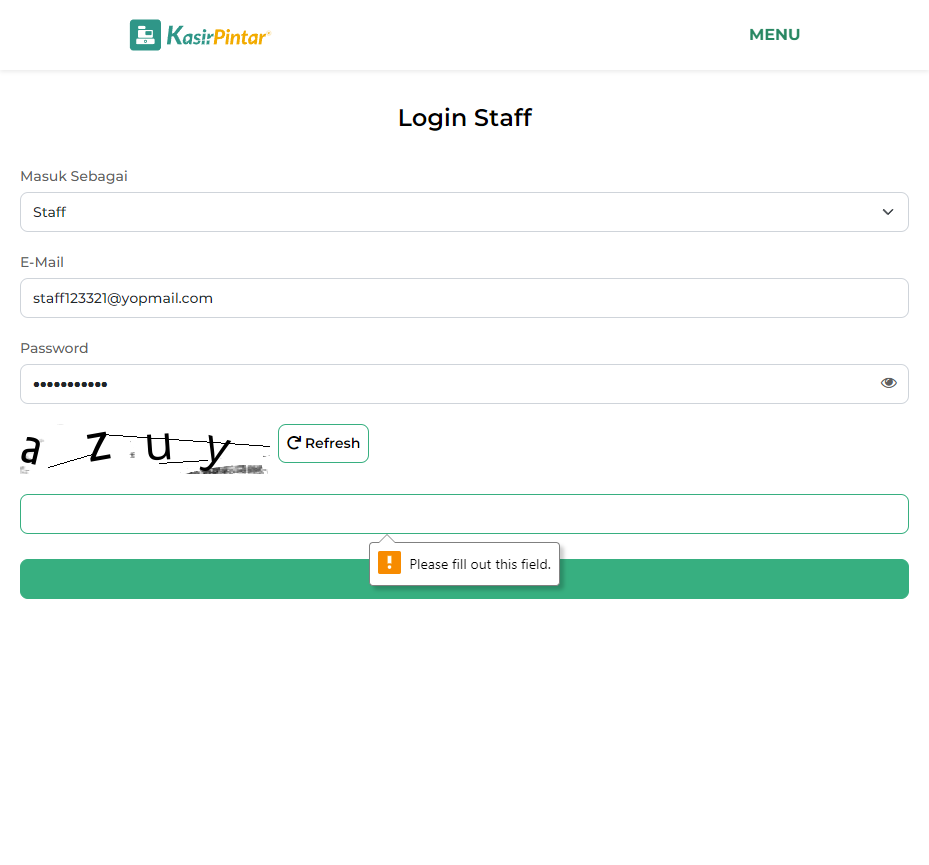 KasirPintar
MENU
Login Staff
Masuk Sebagai
Staff
E-Mail
staff123321@yopmail.com
Password
a z u y
Refresh
Please fill out this field.